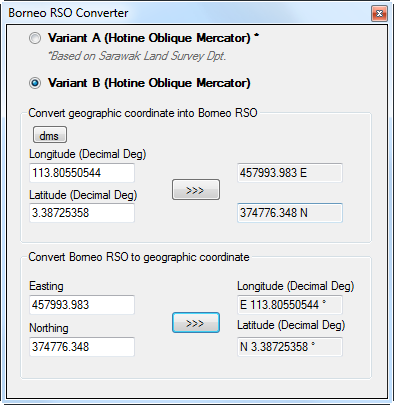 Borneo RSO Converter
Variant A (Hotine Oblique Mercator) *
*Based on Sarawak Land Survey Dpt.
Variant B (Hotine Oblique Mercator)
Convert geographic coordinate into Borneo RSO
dms
Longitude (Decimal Deg)
113.80550544 >>> 457993.983 E
Latitude (Decimal Deg)
3.38725358 374776.348 N
Convert Borneo RSO to geographic coordinate
Easting Longitude (Decimal Deg)
457993.983 >>> E 113.80550544 °
Northing Latitude (Decimal Deg)
374776.348 N 3.38725358 °